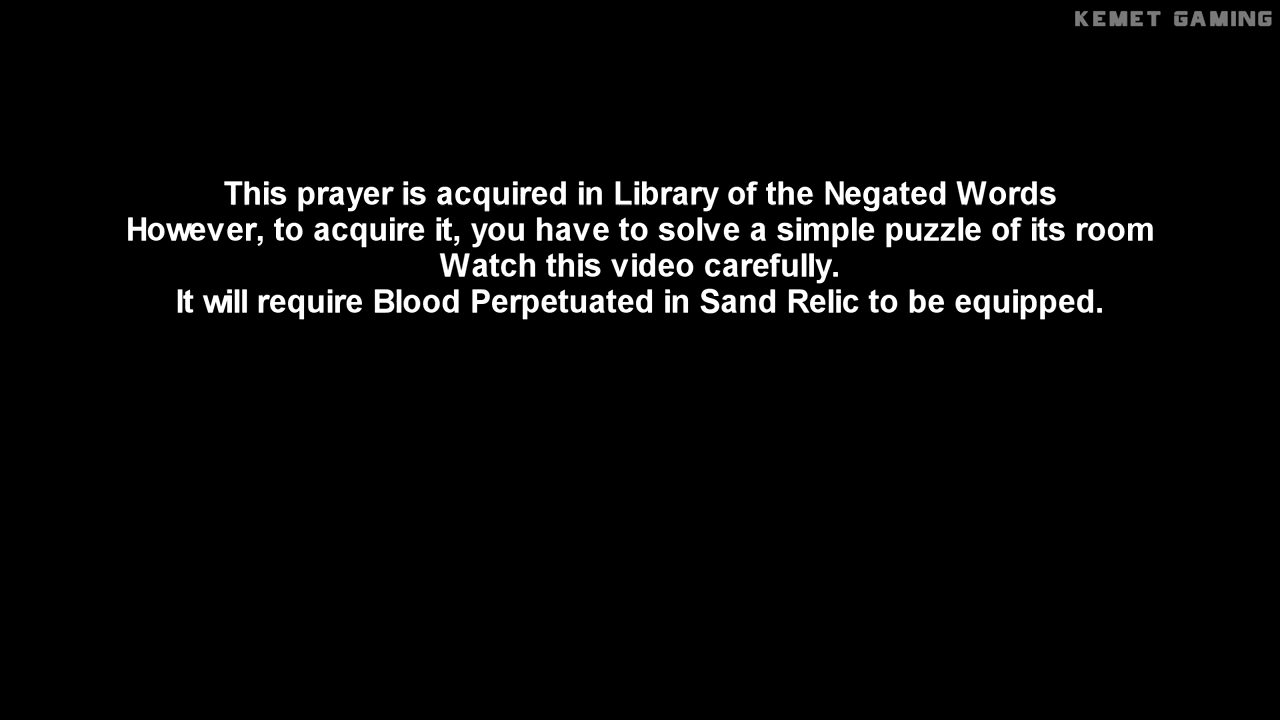 KEMET GAMING
This prayer is acquired in Library of the Negated Words
However, to acquire it, you have to solve a simple puzzle of its room
Watch this video carefully.
It will require Blood Perpetuated in Sand Relic to be equipped.